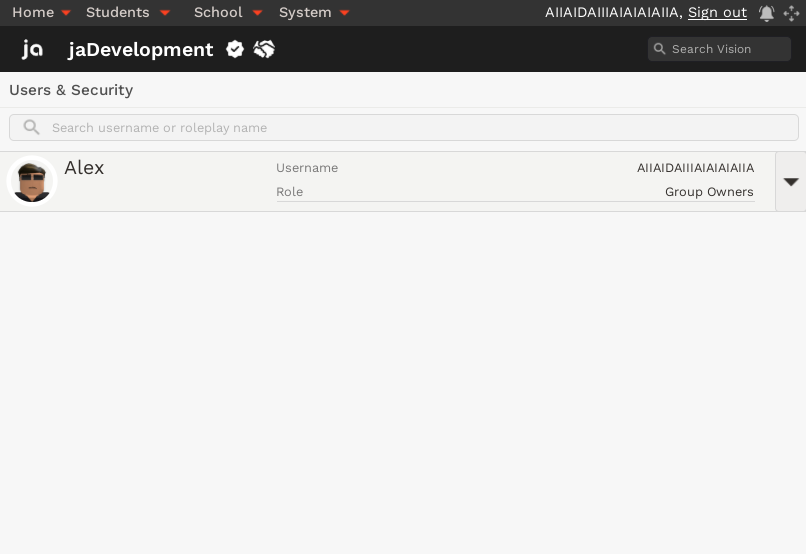 Home Students School System AIIAIDAIIIAIAIAIAIIA, Sign out
ja jaDevelopment Search Vision
Users & Security
Search username or roleplay name
Alex Username AIIAIDAIIIAIAIAIAIIA
Role Group Owners